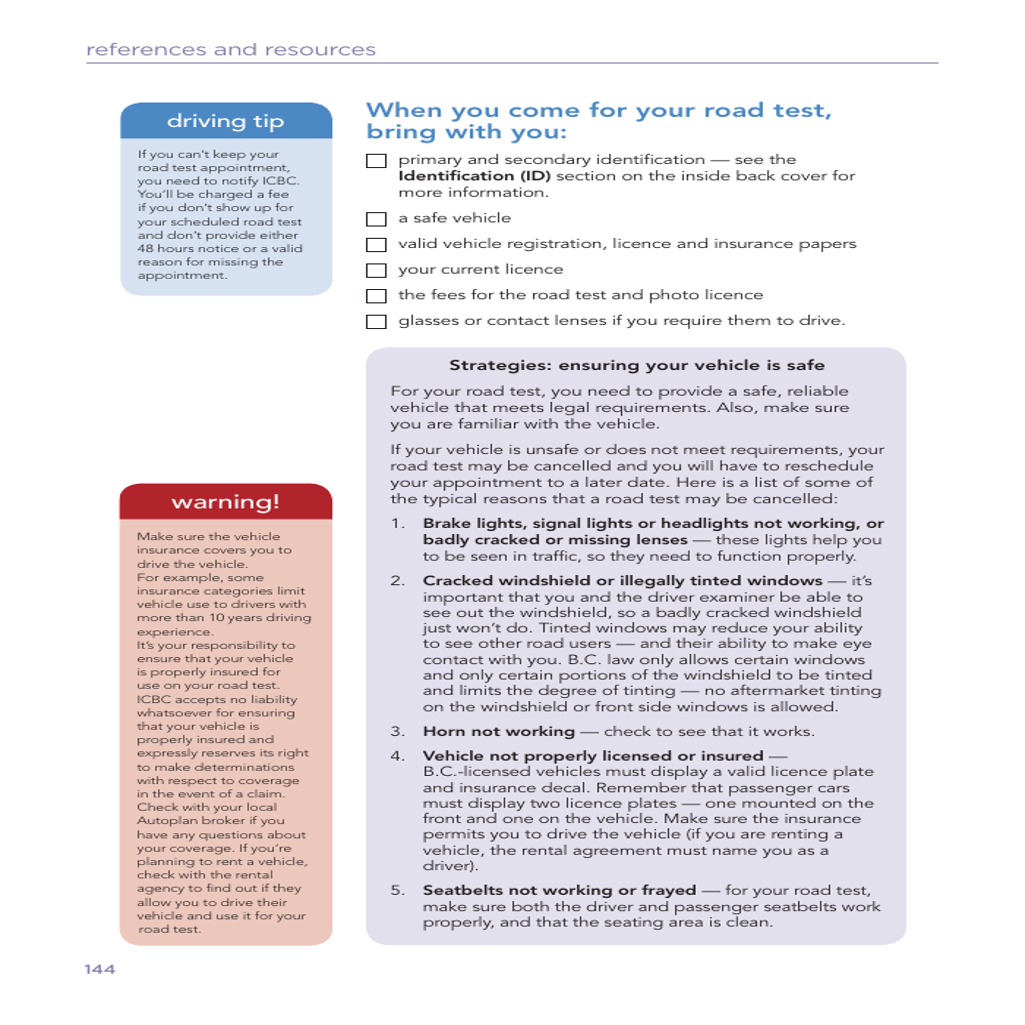 references and resources
driving tip
If you can't keep your
road test appointment,
you need to notify ICBC.
You'll be charged a fee
if you don't show up for
your scheduled road test
and don't provide either
48 hours notice or a valid
reason for missing the
appointment.
When you come for your road test,
bring with you:
primary and secondary identification — see the
Identification (ID) section on the inside back cover for
more information.
a safe vehicle
valid vehicle registration, licence and insurance papers
your current licence
the fees for the road test and photo licence
glasses or contact lenses if you require them to drive.
warning!
Make sure the vehicle
insurance covers you to
drive the vehicle.
For example, some
insurance categories limit
vehicle use to drivers with
more than 10 years driving
experience.
It's your responsibility to
ensure that your vehicle
is properly insured for
use on your road test.
ICBC accepts no liability
whatsoever for ensuring
that your vehicle is
properly insured and
expressly reserves its right
to make determinations
with respect to coverage
in the event of a claim.
Check with your local
Autoplan broker if you
have any questions about
your coverage. If you're
planning to rent a vehicle,
check with the rental
agency to find out if they
allow you to drive their
vehicle and use it for your
road test.
Strategies: ensuring your vehicle is safe
For your road test, you need to provide a safe, reliable
vehicle that meets legal requirements. Also, make sure
you are familiar with the vehicle.
If your vehicle is unsafe or does not meet requirements, your
road test may be cancelled and you will have to reschedule
your appointment to a later date. Here is a list of some of
the typical reasons that a road test may be cancelled:
1. Brake lights, signal lights or headlights not working, or
badly cracked or missing lenses — these lights help you
to be seen in traffic, so they need to function properly.
2. Cracked windshield or illegally tinted windows — it's
important that you and the driver examiner be able to
see out the windshield, so a badly cracked windshield
just won't do. Tinted windows may reduce your ability
to see other road users — and their ability to make eye
contact with you. B.C. law only allows certain windows
and only certain portions of the windshield to be tinted
and limits the degree of tinting — no aftermarket tinting
on the windshield or front side windows is allowed.
3. Horn not working — check to see that it works.
4. Vehicle not properly licensed or insured —
B.C.-licensed vehicles must display a valid licence plate
and insurance decal. Remember that passenger cars
must display two licence plates — one mounted on the
front and one on the vehicle. Make sure the insurance
permits you to drive the vehicle (if you are renting a
vehicle, the rental agreement must name you as a
driver).
5. Seatbelts not working or frayed — for your road test,
make sure both the driver and passenger seatbelts work
properly, and that the seating area is clean.
144